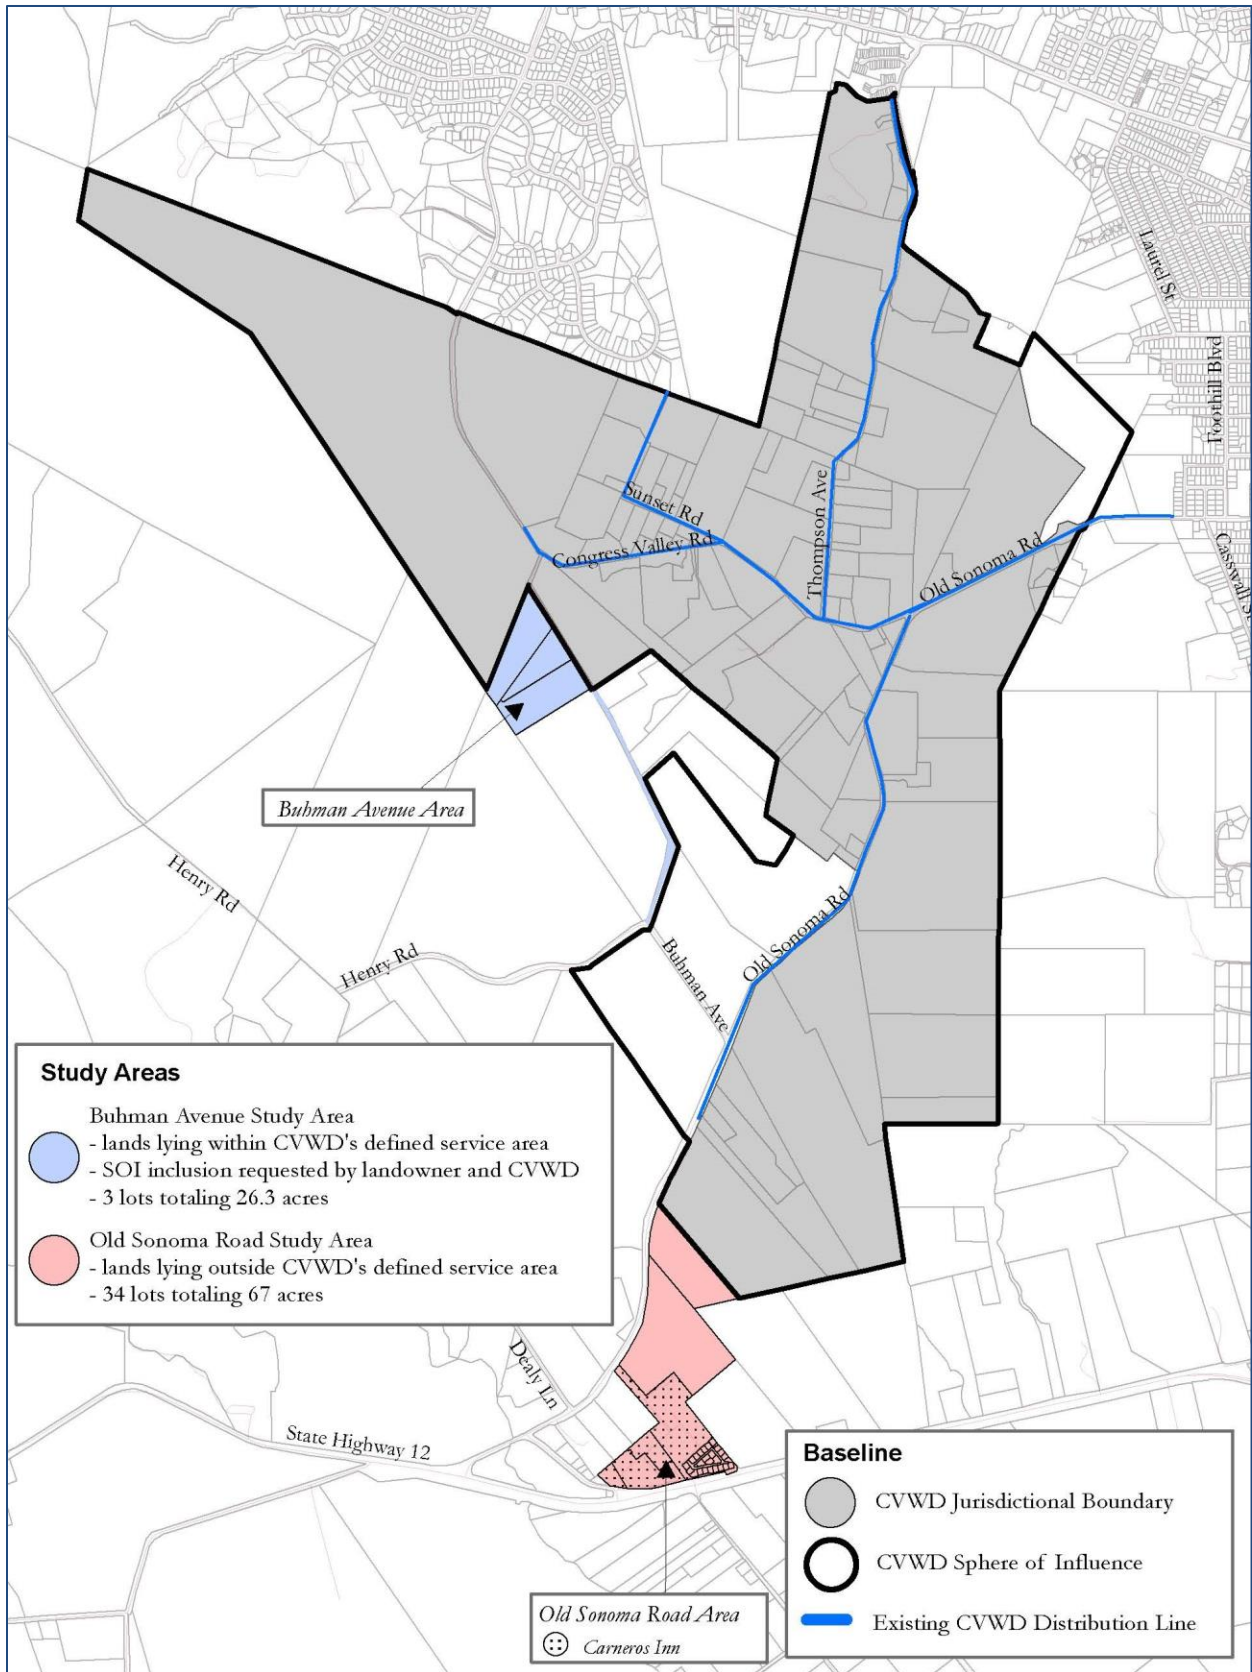 Laurel St
Foothill Blvd
Sunset Rd
Thompson Ave
Congress Valley Rd
Old Sonoma Rd
Casswall St
Buhman Avenue Area
Henry Rd
Henry Rd
Buhman Ave
Old Sonoma Rd
Study Areas
Buhman Avenue Study Area
- lands lying within CVWD's defined service area
- SOI inclusion requested by landowner and CVWD
- 3 lots totaling 26.3 acres
Old Sonoma Road Study Area
- lands lying outside CVWD's defined service area
- 34 lots totaling 67 acres
Dealy Ln
State Highway 12
Baseline
CVWD Jurisdictional Boundary
CVWD Sphere of Influence
Existing CVWD Distribution Line
Old Sonoma Road Area
Carneros Inn